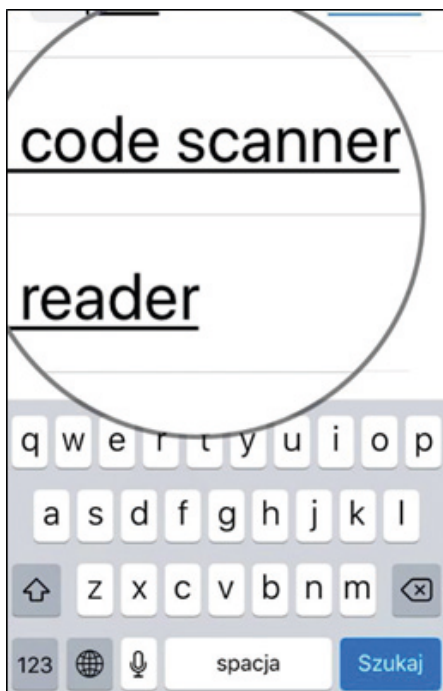 code scanner
reader
q w e r t y u i o p
a s d f g h j k l
z x c v b n m
123 spacja Szukaj